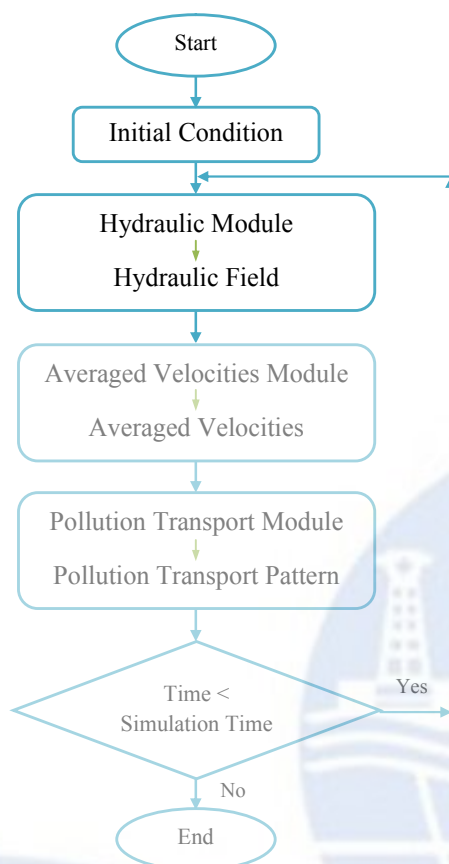 Start
Initial Condition
Hydraulic Module
Hydraulic Field
Averaged Velocities Module
Averaged Velocities
Pollution Transport Module
Pollution Transport Pattern
Time <
Simulation Time
Yes
No
End